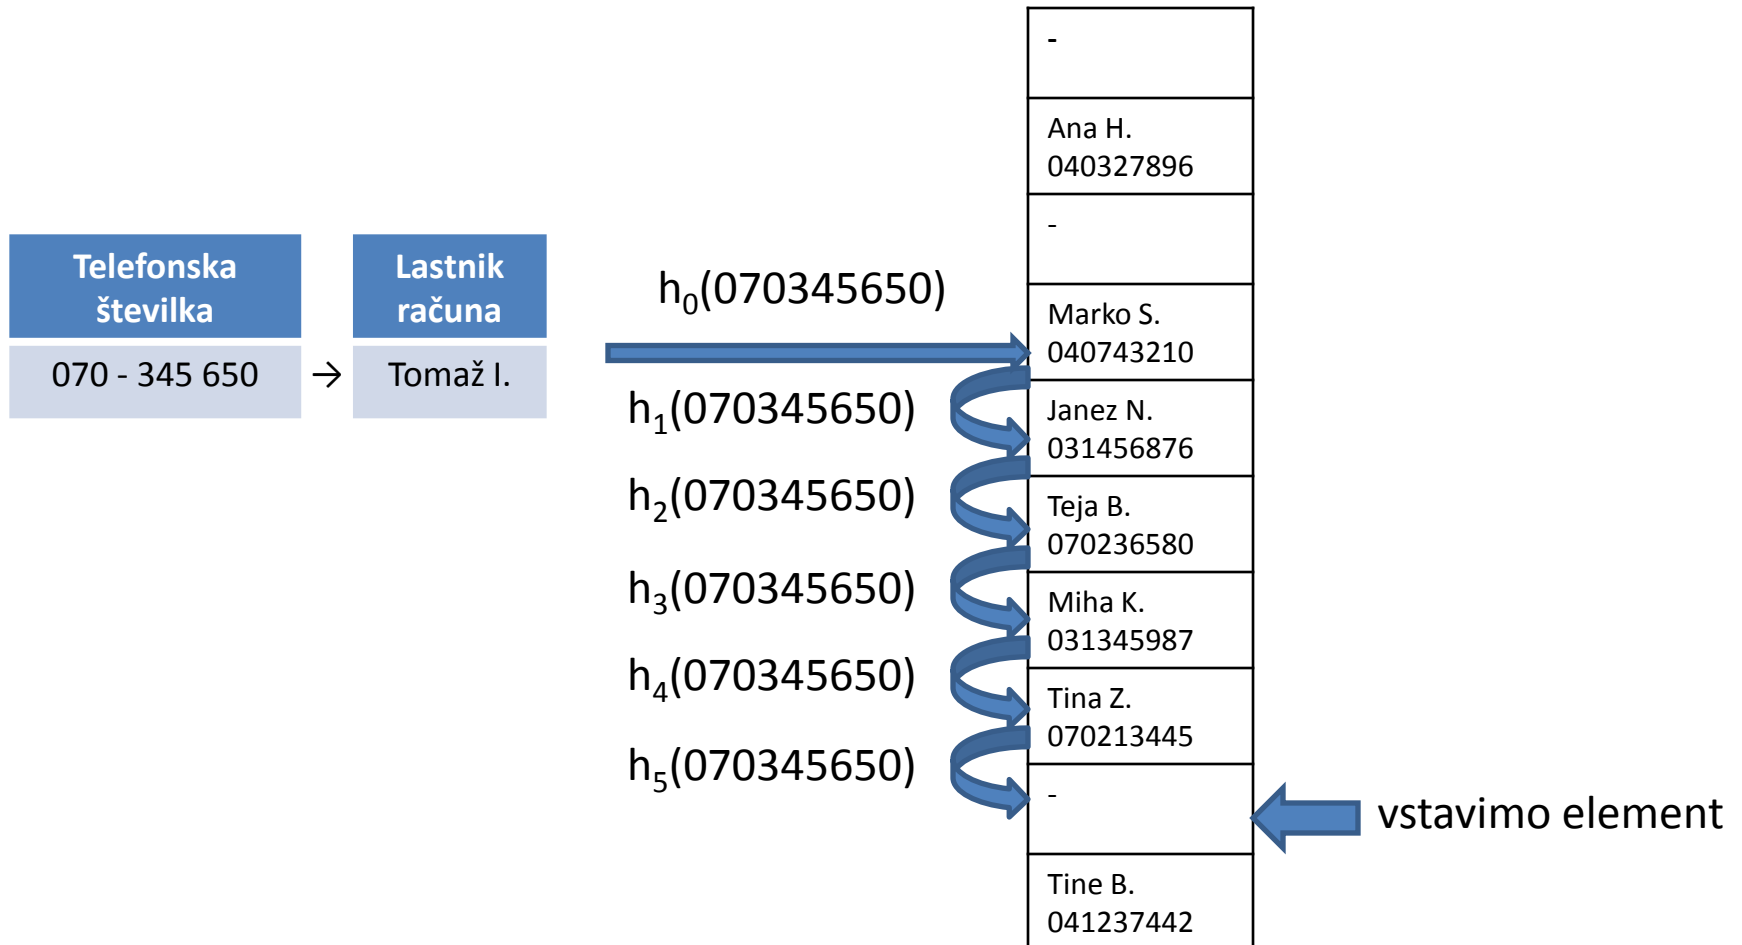 Telefonska
številka
Lastnik
računa
070 - 345 650 → Tomaž I.
h₀(070345650)
h₁(070345650)
h₂(070345650)
h₃(070345650)
h₄(070345650)
h₅(070345650)
-
Ana H.
040327896
-
Marko S.
040743210
Janez N.
031456876
Teja B.
070236580
Miha K.
031345987
Tina Z.
070213445
-
Tine B.
041237442
vstavimo element